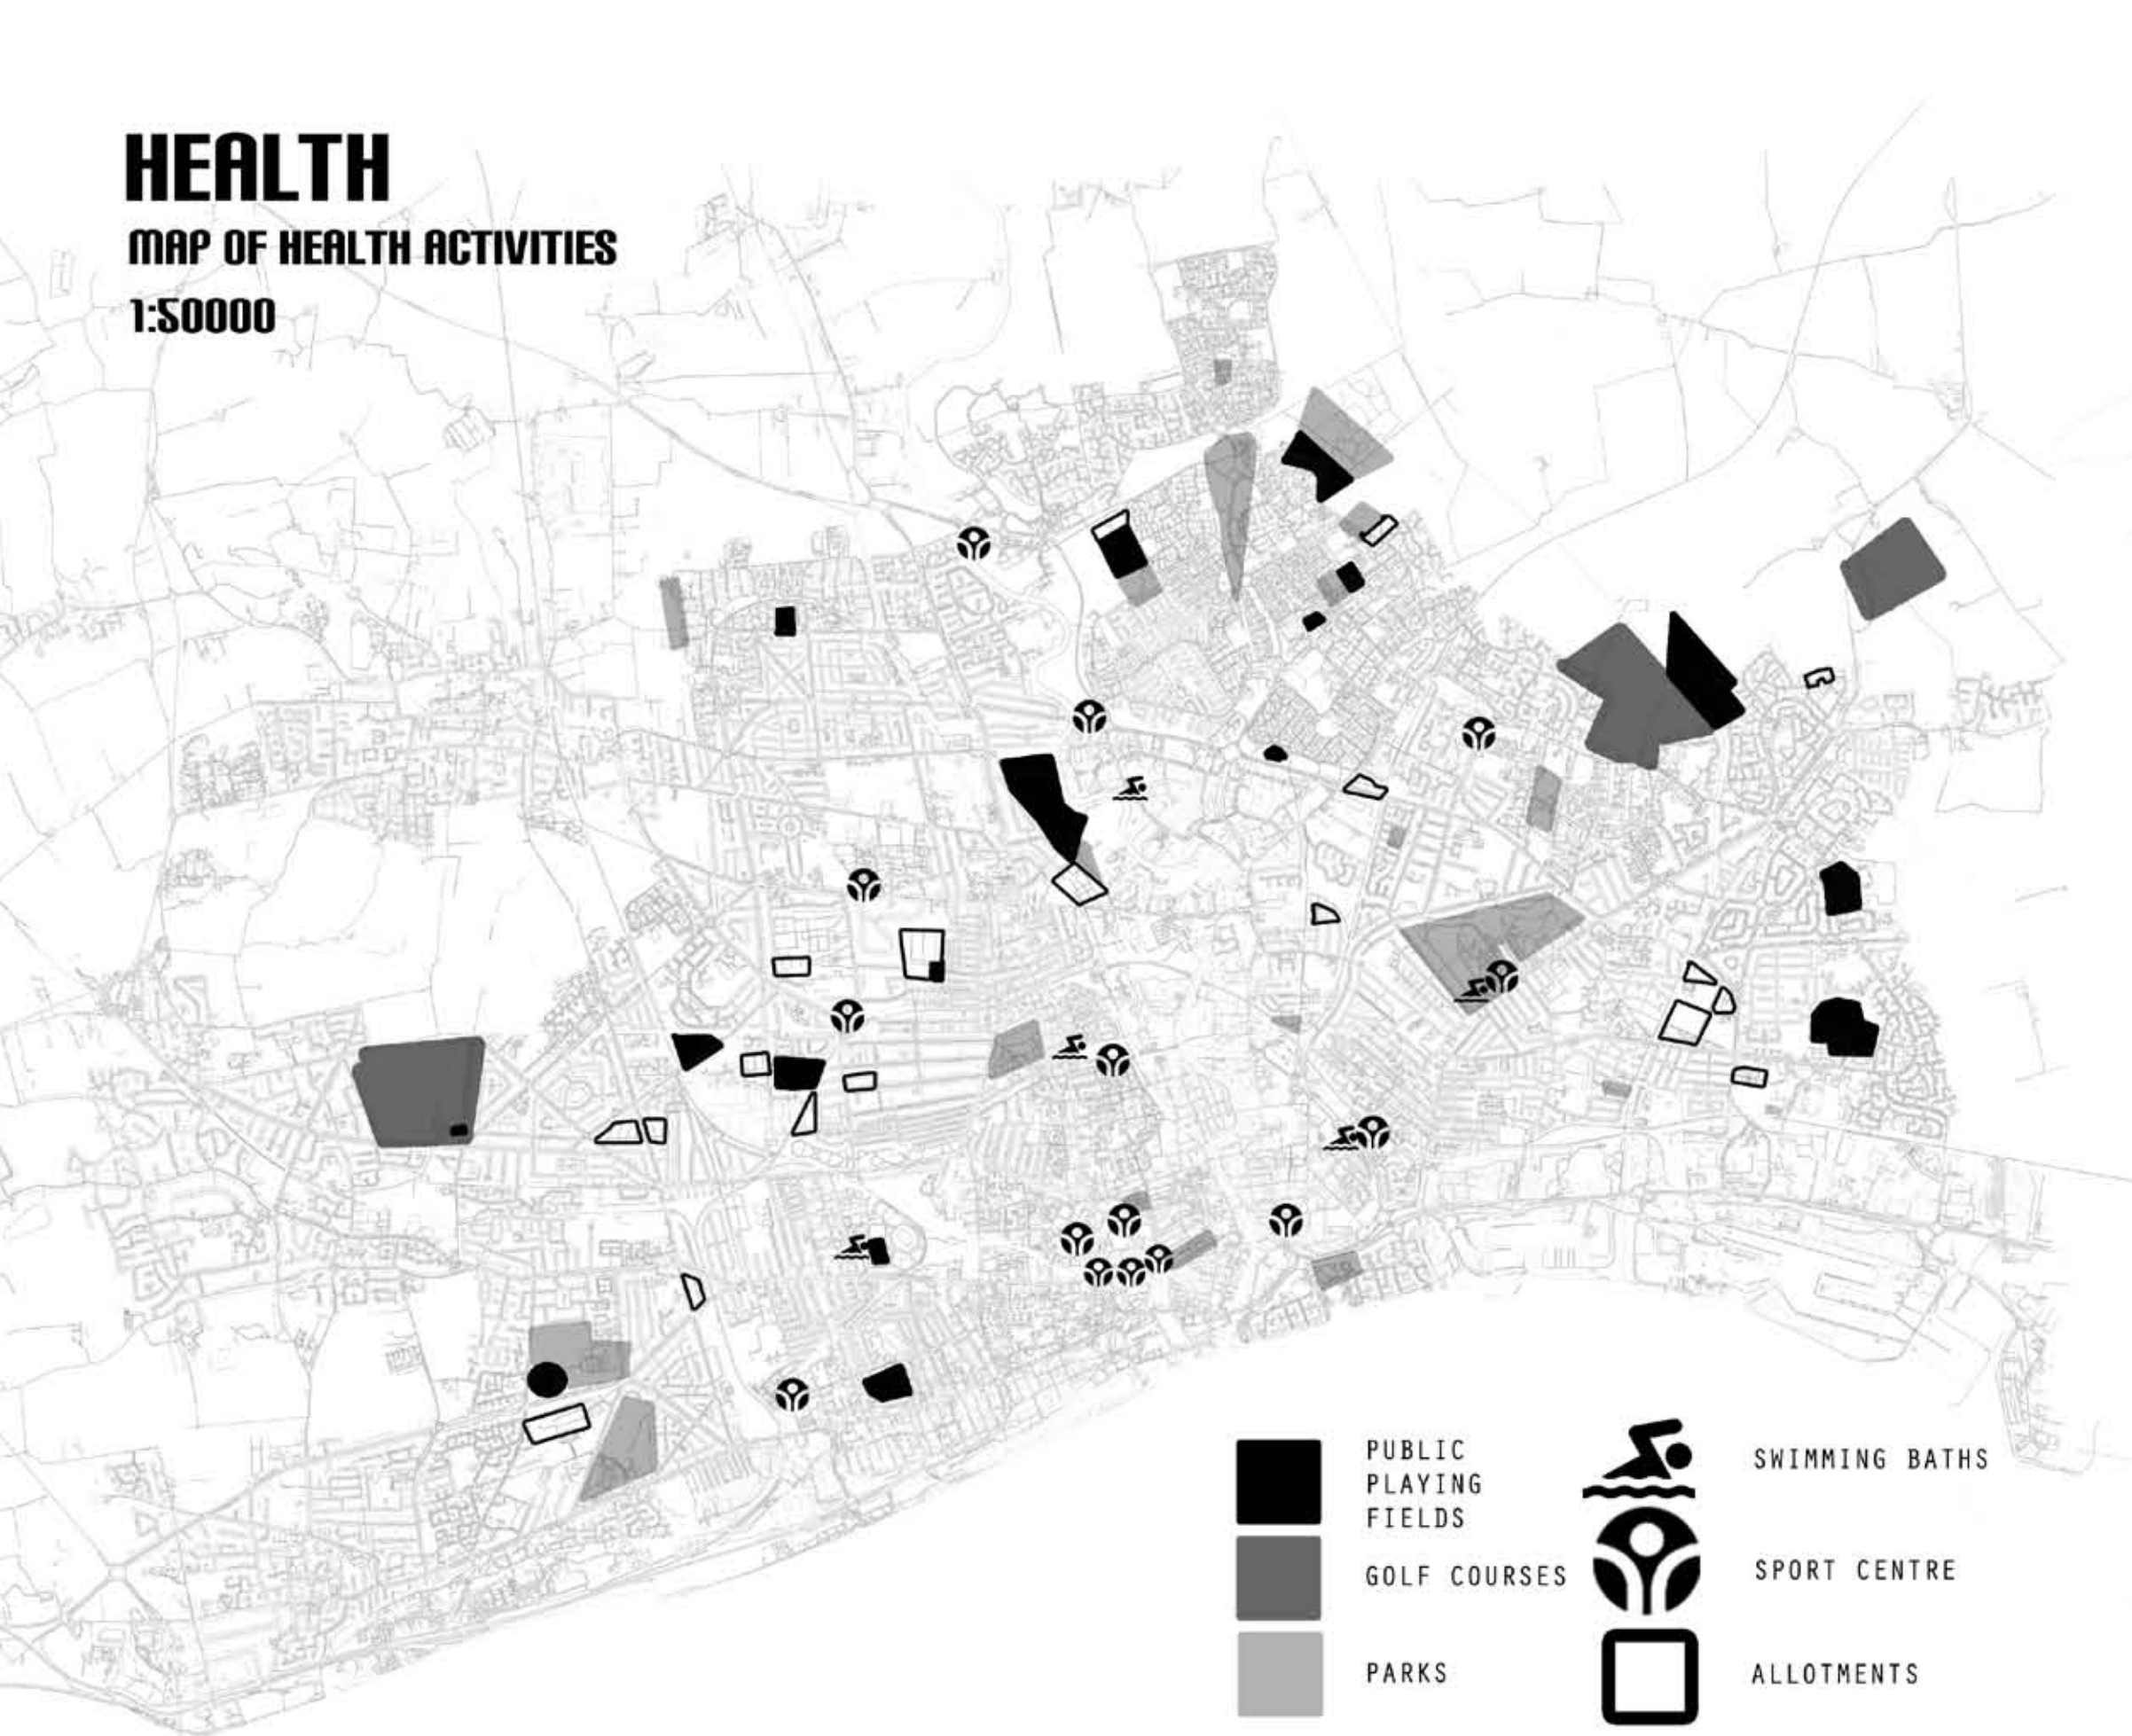 HEALTH
MAP OF HEALTH ACTIVITIES
1:50000
PUBLIC
PLAYING
FIELDS
GOLF COURSES
PARKS
SWIMMING BATHS
SPORT CENTRE
ALLOTMENTS